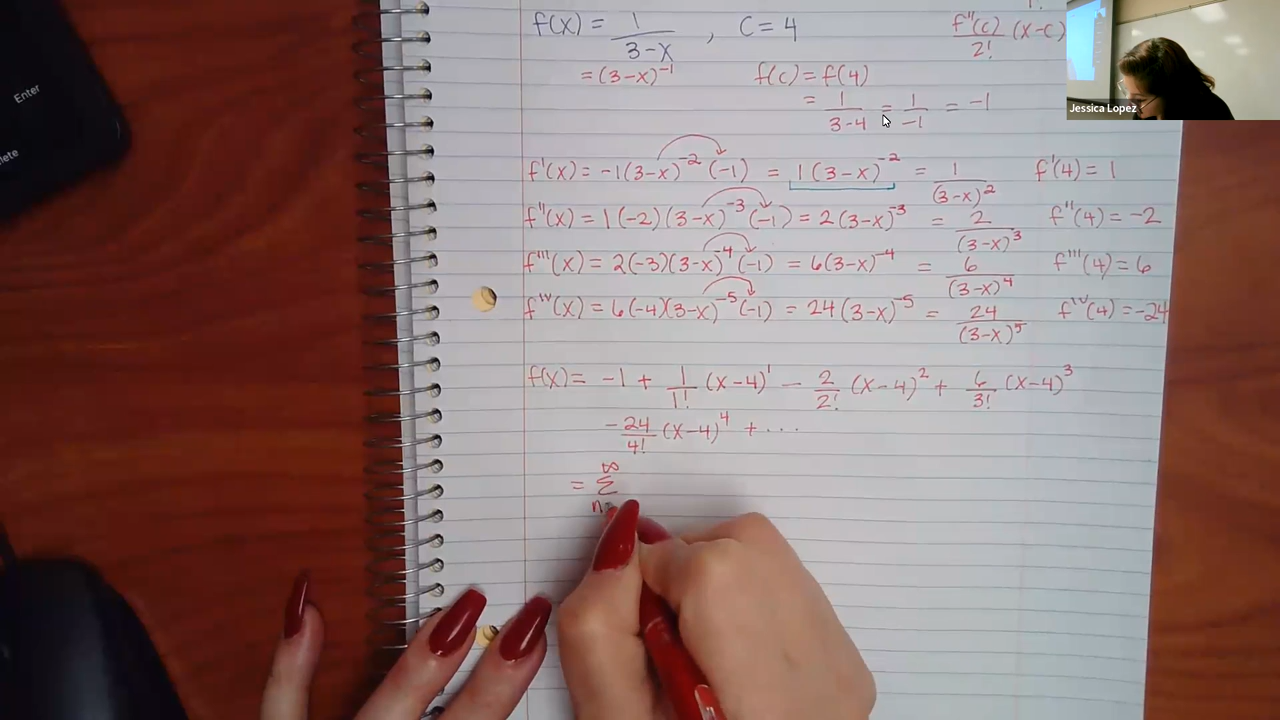 Enter
lete
f(x) = 1/(3-x) , C = 4
f''(c)/2! (x-c)
= (3-x)^-1
f(c) = f(4)
= 1/(3-4) = 1/-1 = -1
Jessica Lopez
f'(x) = -1(3-x)^-2 (-1) = 1(3-x)^-2 = 1/(3-x)^2 f'(4) = 1
f''(x) = 1(-2)(3-x)^-3 (-1) = 2(3-x)^-3 = 2/(3-x)^3 f''(4) = -2
f'''(x) = 2(-3)(3-x)^-4 (-1) = 6(3-x)^-4 = 6/(3-x)^4 f'''(4) = 6
f^iv(x) = 6(-4)(3-x)^-5 (-1) = 24(3-x)^-5 = 24/(3-x)^5 f^iv(4) = -24
f(x) = -1 + 1/1! (x-4)^1 - 2/2! (x-4)^2 + 6/3! (x-4)^3
-24/4! (x-4)^4 + ...
= ∞
Σ
n=